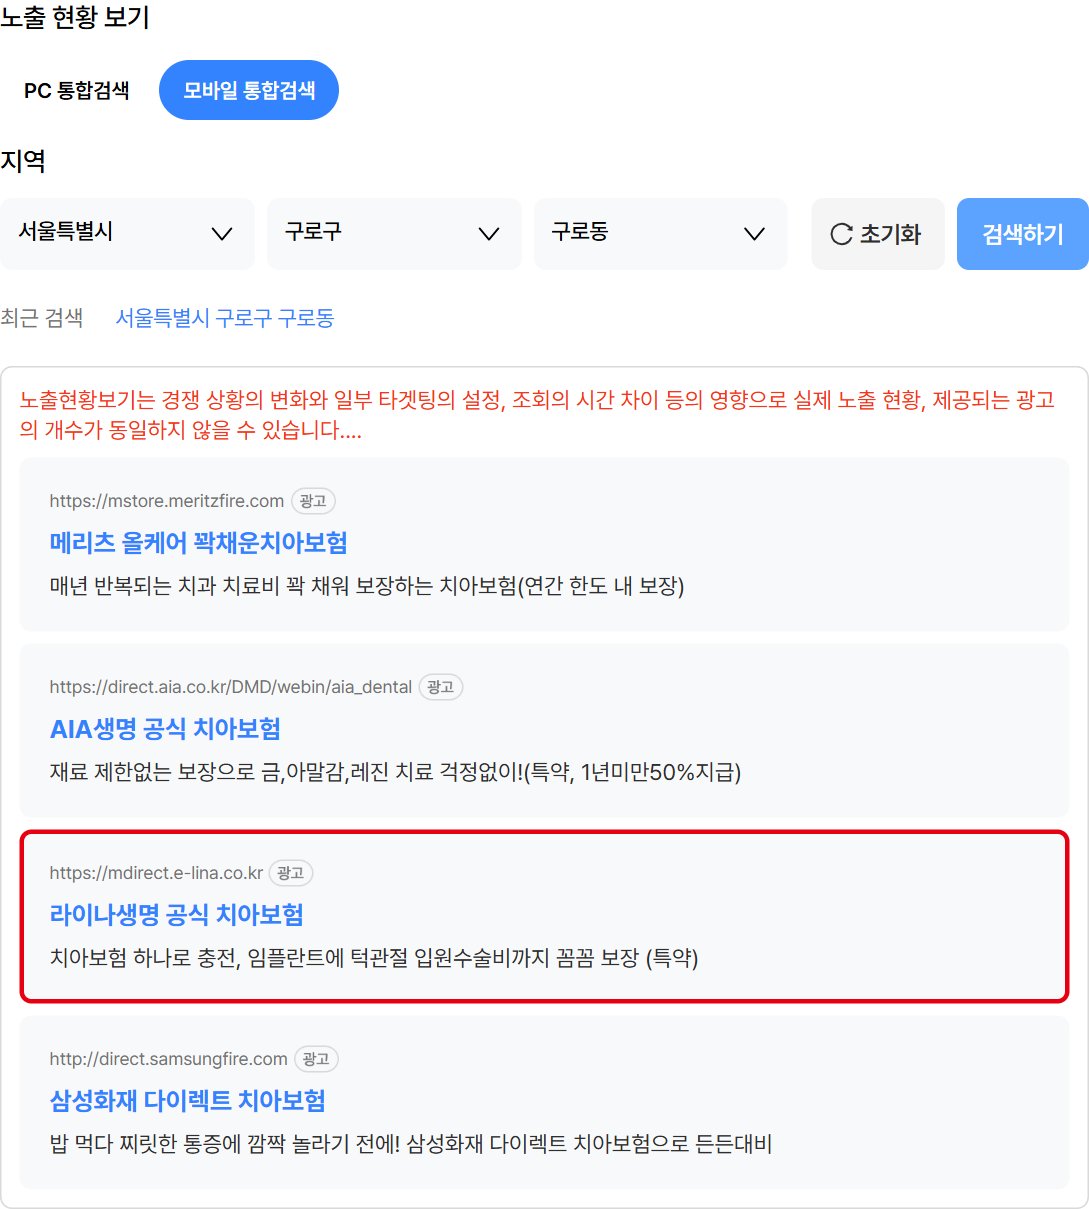 노출 현황 보기
PC 통합검색 모바일 통합검색
지역
서울특별시 구로구 구로동 초기화 검색하기
최근 검색 서울특별시 구로구 구로동
노출현황보기는 경쟁 상황의 변화와 일부 타겟팅의 설정, 조회의 시간 차이 등의 영향으로 실제 노출 현황, 제공되는 광고
의 개수가 동일하지 않을 수 있습니다....
https://mstore.meritzfire.com 광고
메리츠 올케어 꽉채운치아보험
매년 반복되는 치과 치료비 꽉 채워 보장하는 치아보험(연간 한도 내 보장)
https://direct.aia.co.kr/DMD/webin/aia_dental 광고
AIA생명 공식 치아보험
재료 제한없는 보장으로 금,아말감,레진 치료 걱정없이!(특약, 1년미만50%지급)
https://mdirect.e-lina.co.kr 광고
라이나생명 공식 치아보험
치아보험 하나로 충전, 임플란트에 턱관절 입원수술비까지 꼼꼼 보장 (특약)
http://direct.samsungfire.com 광고
삼성화재 다이렉트 치아보험
밥 먹다 찌릿한 통증에 깜짝 놀라기 전에! 삼성화재 다이렉트 치아보험으로 든든대비